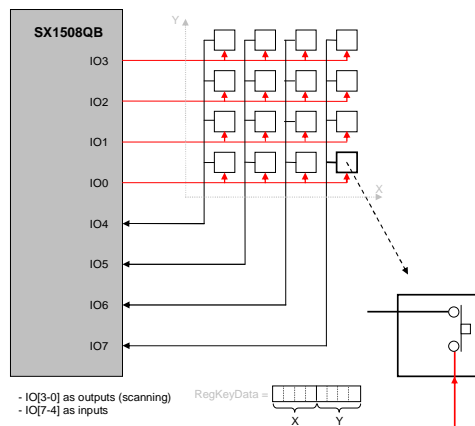 Y
SX1508QB
IO3
IO2
IO1
IO0
X
IO4
IO5
IO6
IO7
- IO[3-0] as outputs (scanning)
- IO[7-4] as inputs
RegKeyData =
X Y